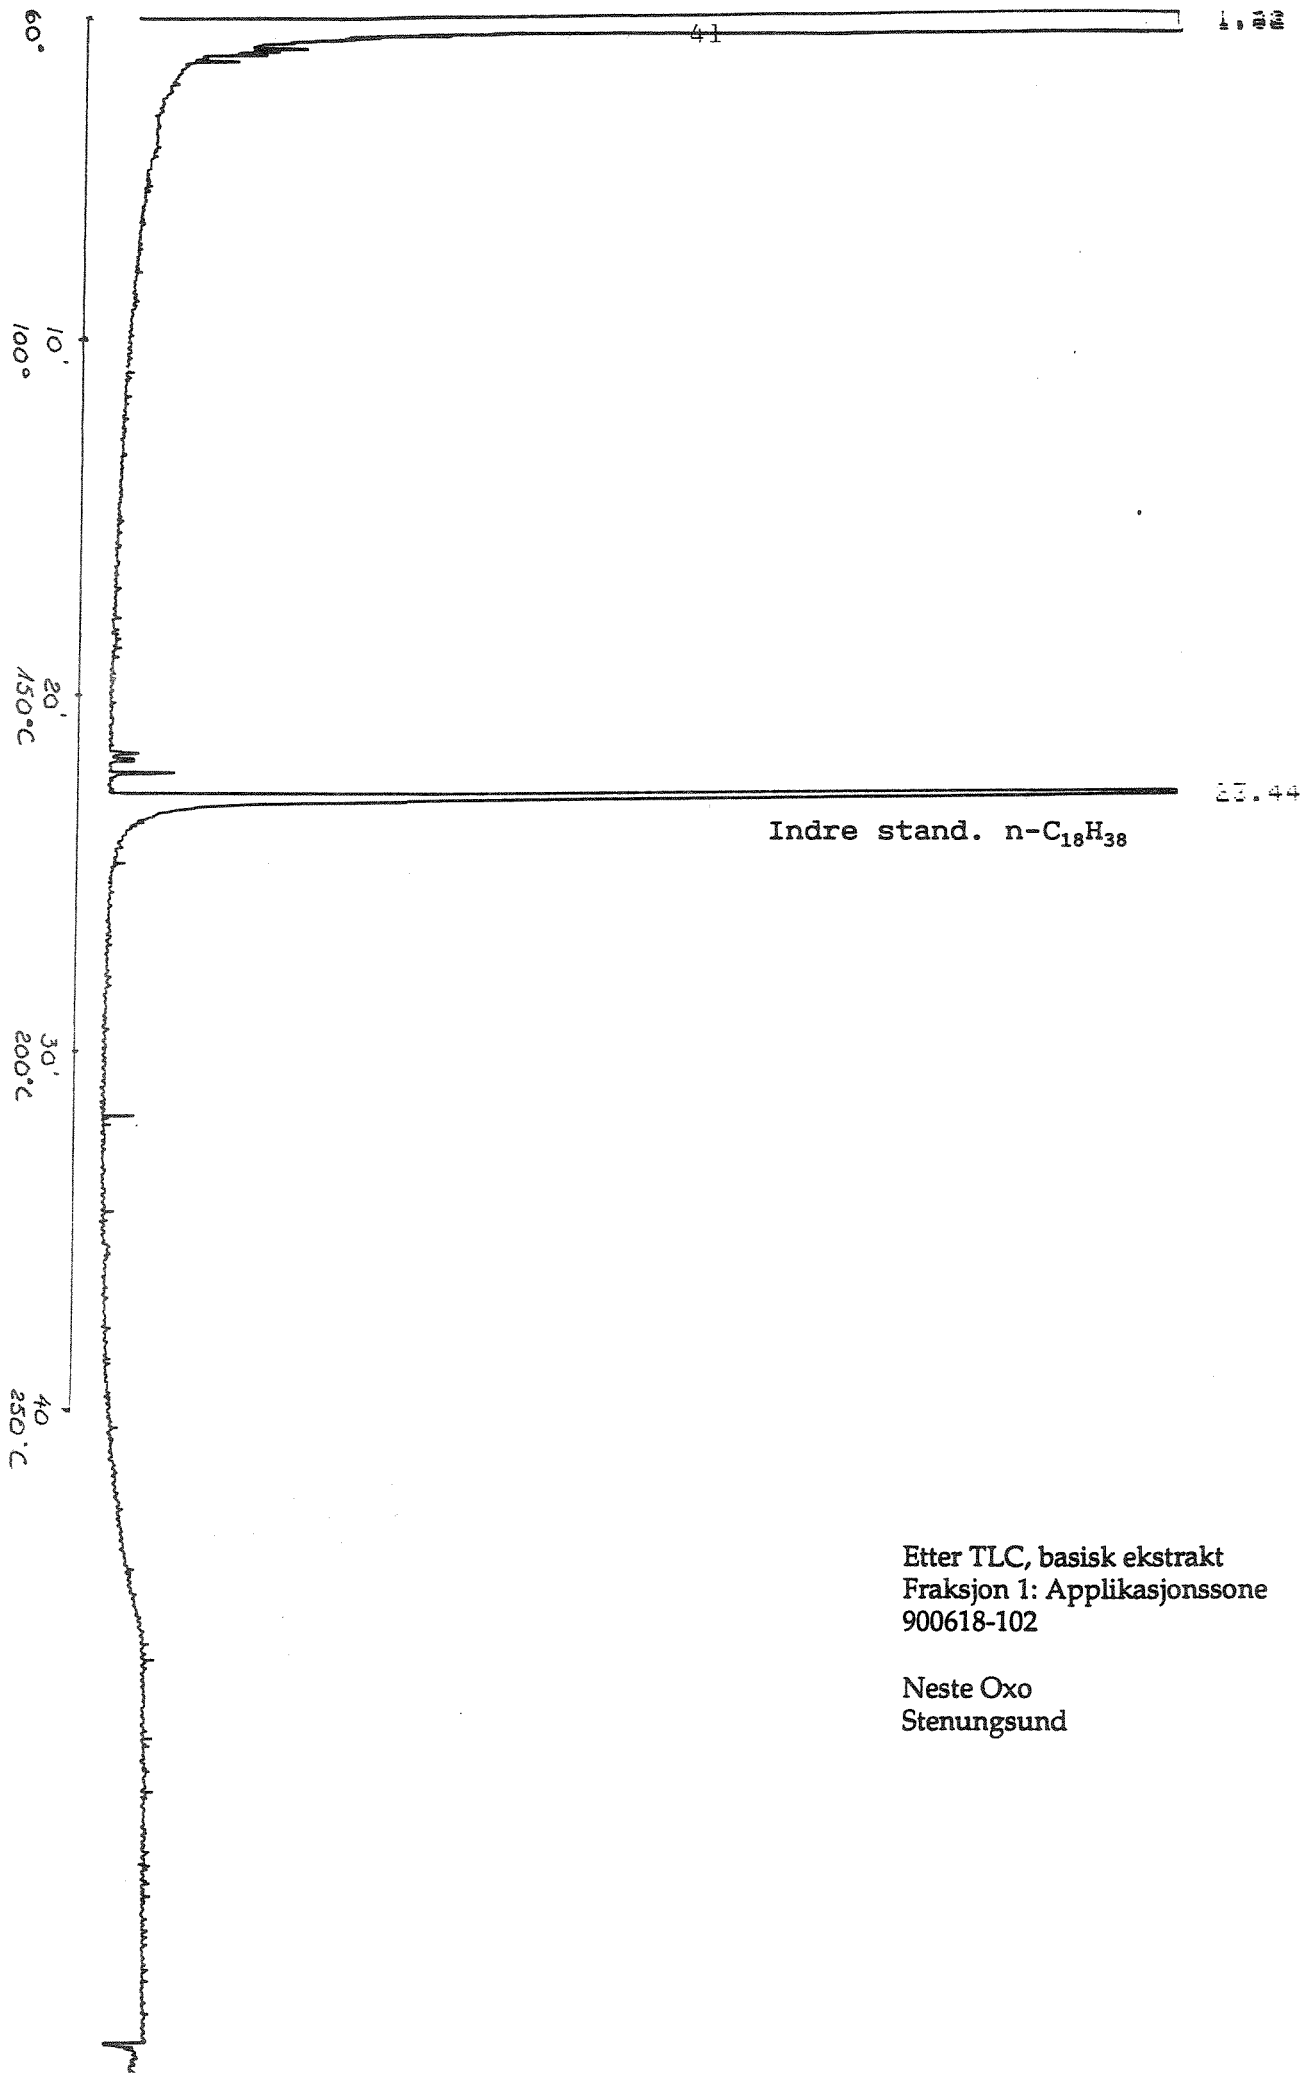 60°
41
10'
100°
20'
150°C
23.44
Indre stand. n-C₁₈H₃₈
30'
200°C
40
250°C
Etter TLC, basisk ekstrakt
Fraksjon 1: Applikasjonssone
900618-102
Neste Oxo
Stenungsund